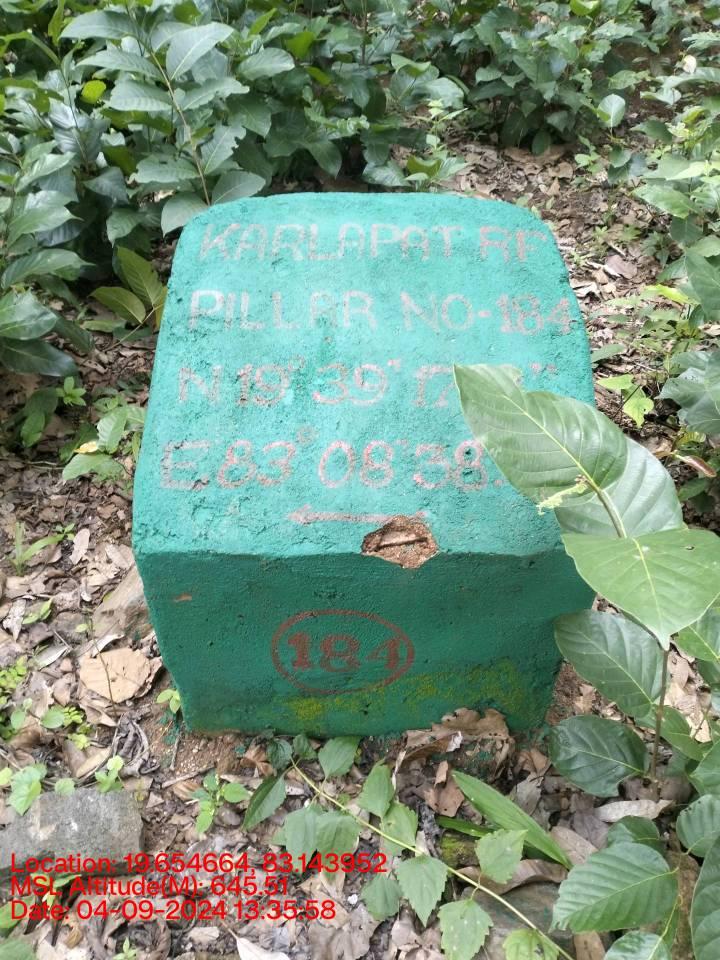 KARLAPAT RF
PILLAR NO-184
N 19° 39" 17
E 83° 08' 38.
184
Location: 19.654664, 83.143952
MSL Altitude(M): 645.51
Date: 04-09-2024 13:35:58